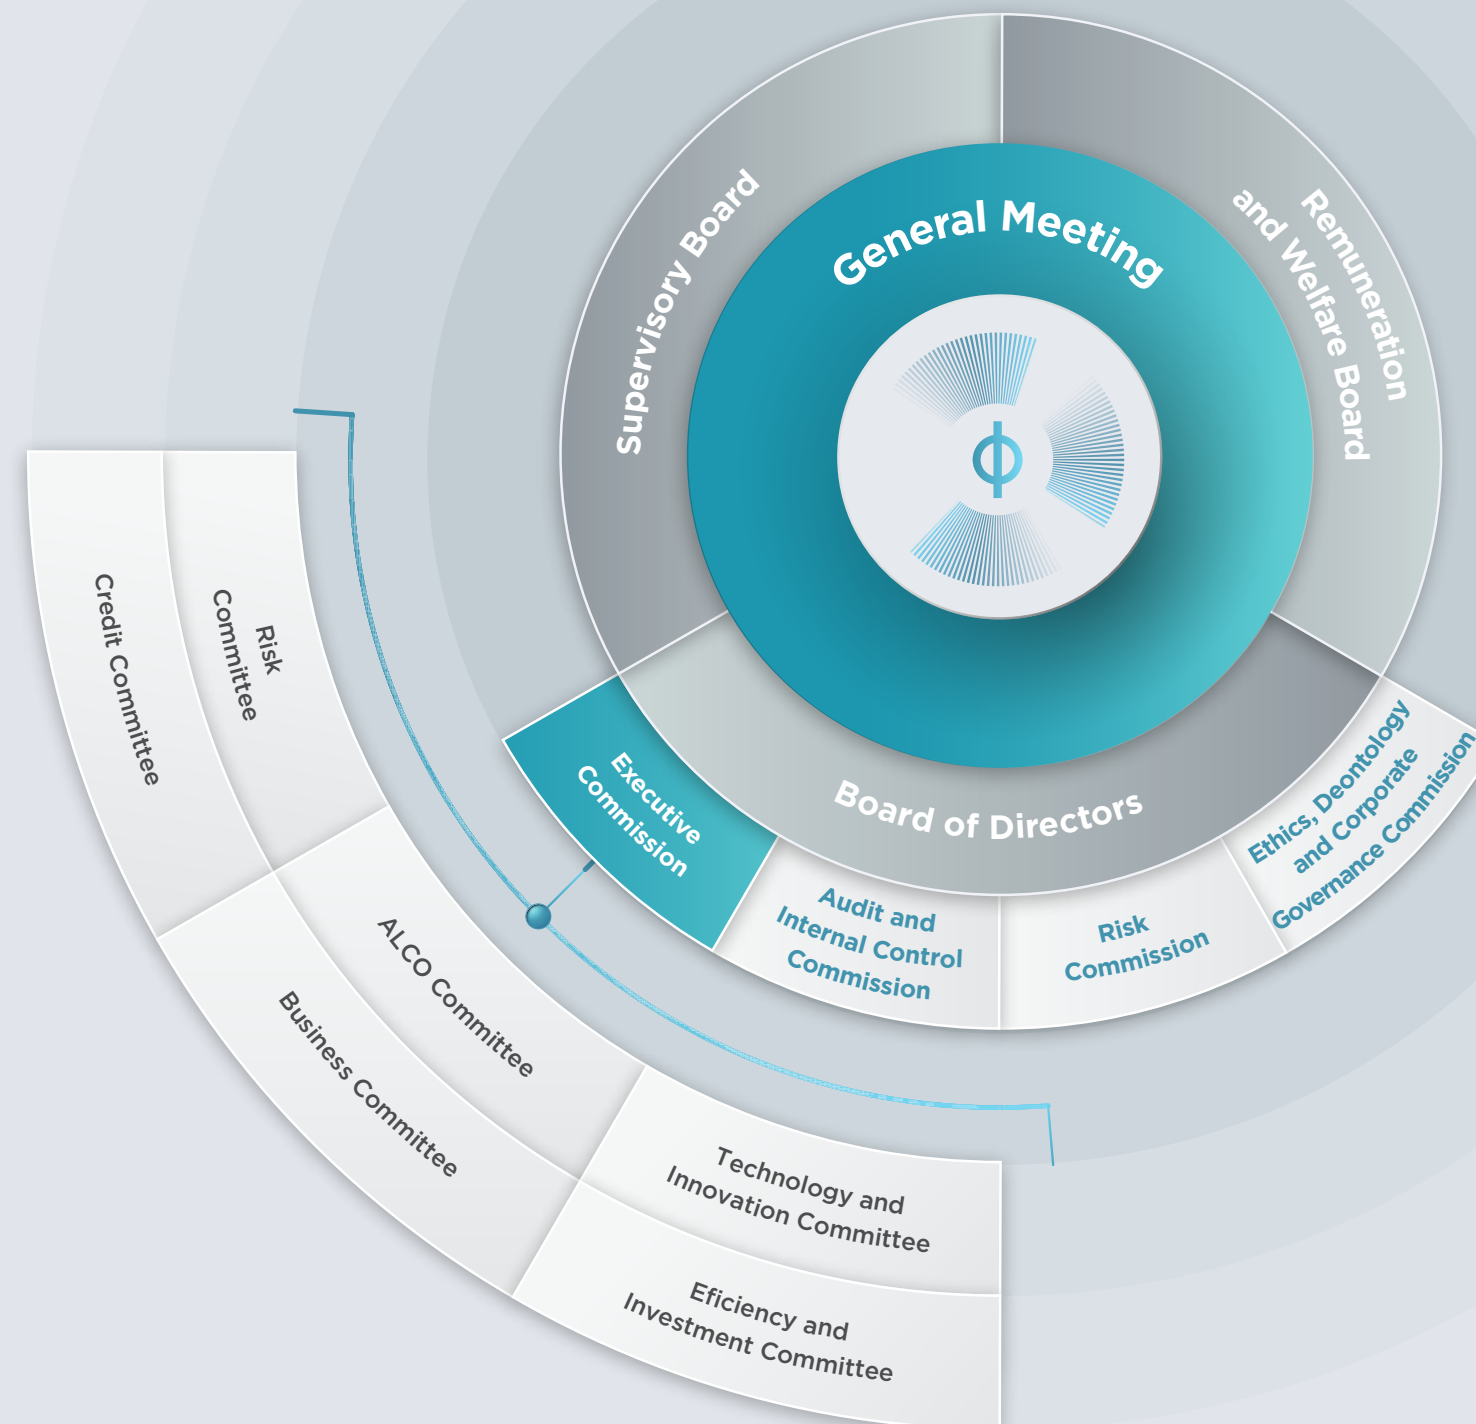 General Meeting
Supervisory Board
Remuneration
and Welfare Board
Board of Directors
Executive
Commission
Audit and
Internal Control
Commission
Risk
Commission
Ethics, Deontology
and Corporate
Governance Commission
Risk
Committee
Credit Committee
ALCO Committee
Business Committee
Technology and
Innovation Committee
Eficiency and
Investment Committee